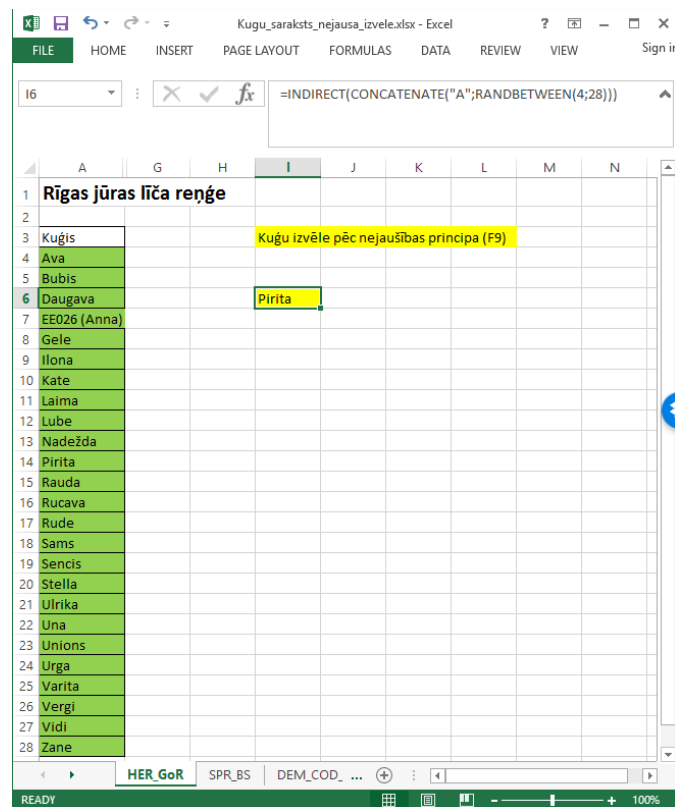 Kugu_saraksts_nejausa_izvele.xlsx - Excel
FILE HOME INSERT PAGE LAYOUT FORMULAS DATA REVIEW VIEW Sign in
I6 fx =INDIRECT(CONCATENATE("A";RANDBETWEEN(4;28)))
A G H I J K L M N
1 Rīgas jūras līča reņģe
2
3 Kuģis Kuģu izvēle pēc nejaušības principa (F9)
4 Ava
5 Bubis
6 Daugava Pirita
7 EE026 (Anna)
8 Gele
9 Ilona
10 Kate
11 Laima
12 Lube
13 Nadežda
14 Pirita
15 Rauda
16 Rucava
17 Rude
18 Sams
19 Sencis
20 Stella
21 Ulrika
22 Una
23 Unions
24 Urga
25 Varita
26 Vergi
27 Vidi
28 Zane
HER_GoR SPR_BS DEM_COD_ ...
READY 100%